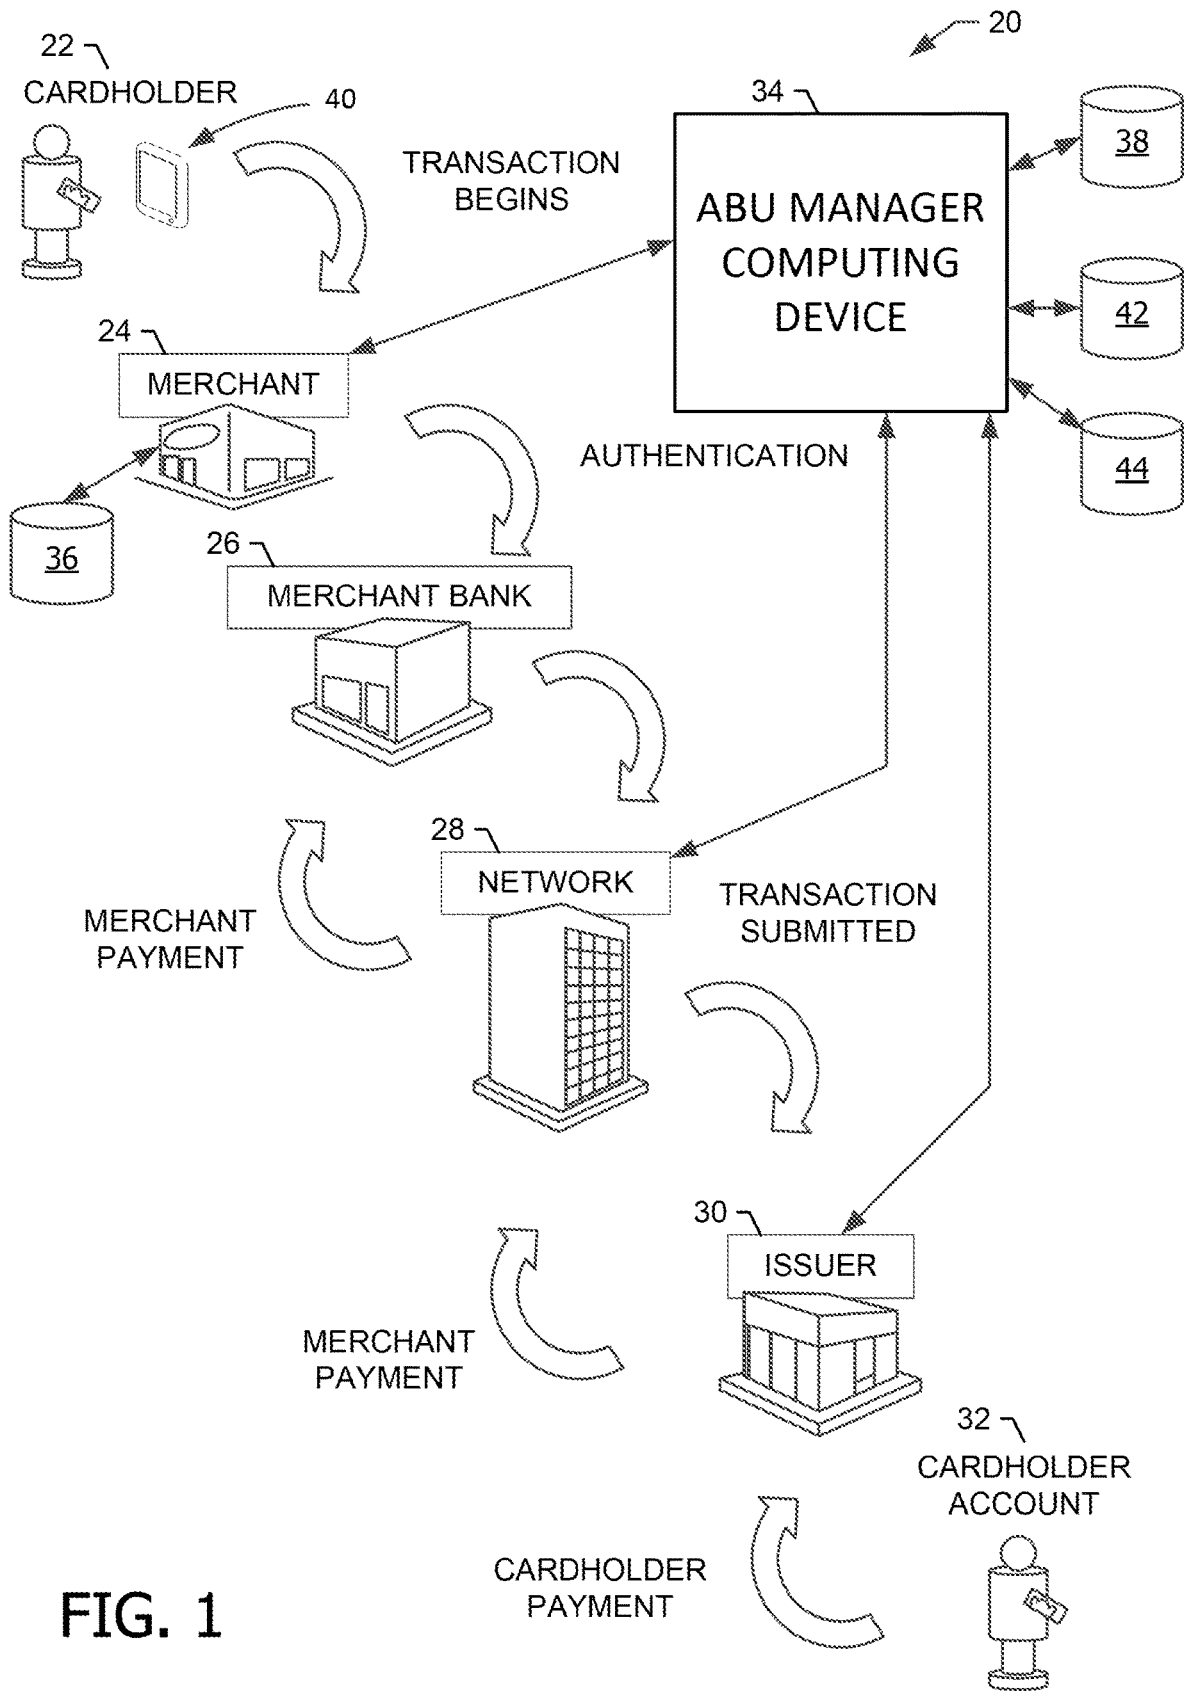 20
22
CARDHOLDER
40
34
38
TRANSACTION
BEGINS
ABU MANAGER
COMPUTING
DEVICE
42
24
MERCHANT
AUTHENTICATION
44
36
26
MERCHANT BANK
28
NETWORK
TRANSACTION
SUBMITTED
MERCHANT
PAYMENT
30
ISSUER
MERCHANT
PAYMENT
32
CARDHOLDER
ACCOUNT
CARDHOLDER
PAYMENT
FIG. 1